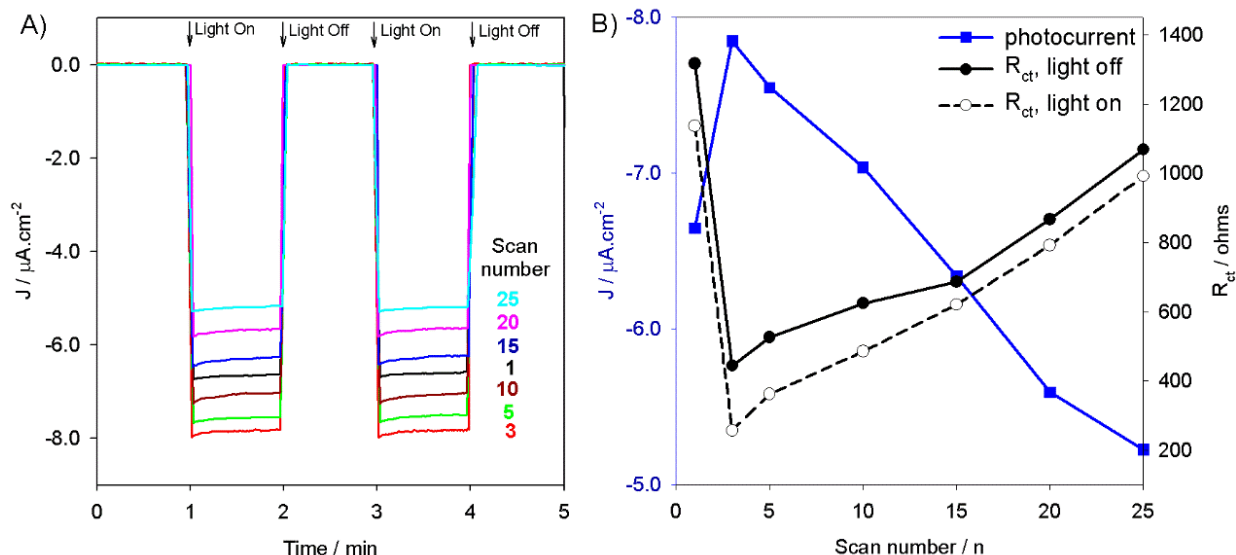 A)
Light On
Light Off
Light On
Light Off
0.0
-2.0
-4.0
-6.0
-8.0
J / μA.cm-2
Scan
number
25
20
15
1
10
5
3
0
1
2
3
4
5
Time / min
B)
photocurrent
Rct, light off
Rct, light on
-8.0
-7.0
-6.0
-5.0
J / μA.cm-2
1400
1200
1000
800
600
400
200
Rct / ohms
0
5
10
15
20
25
Scan number / n